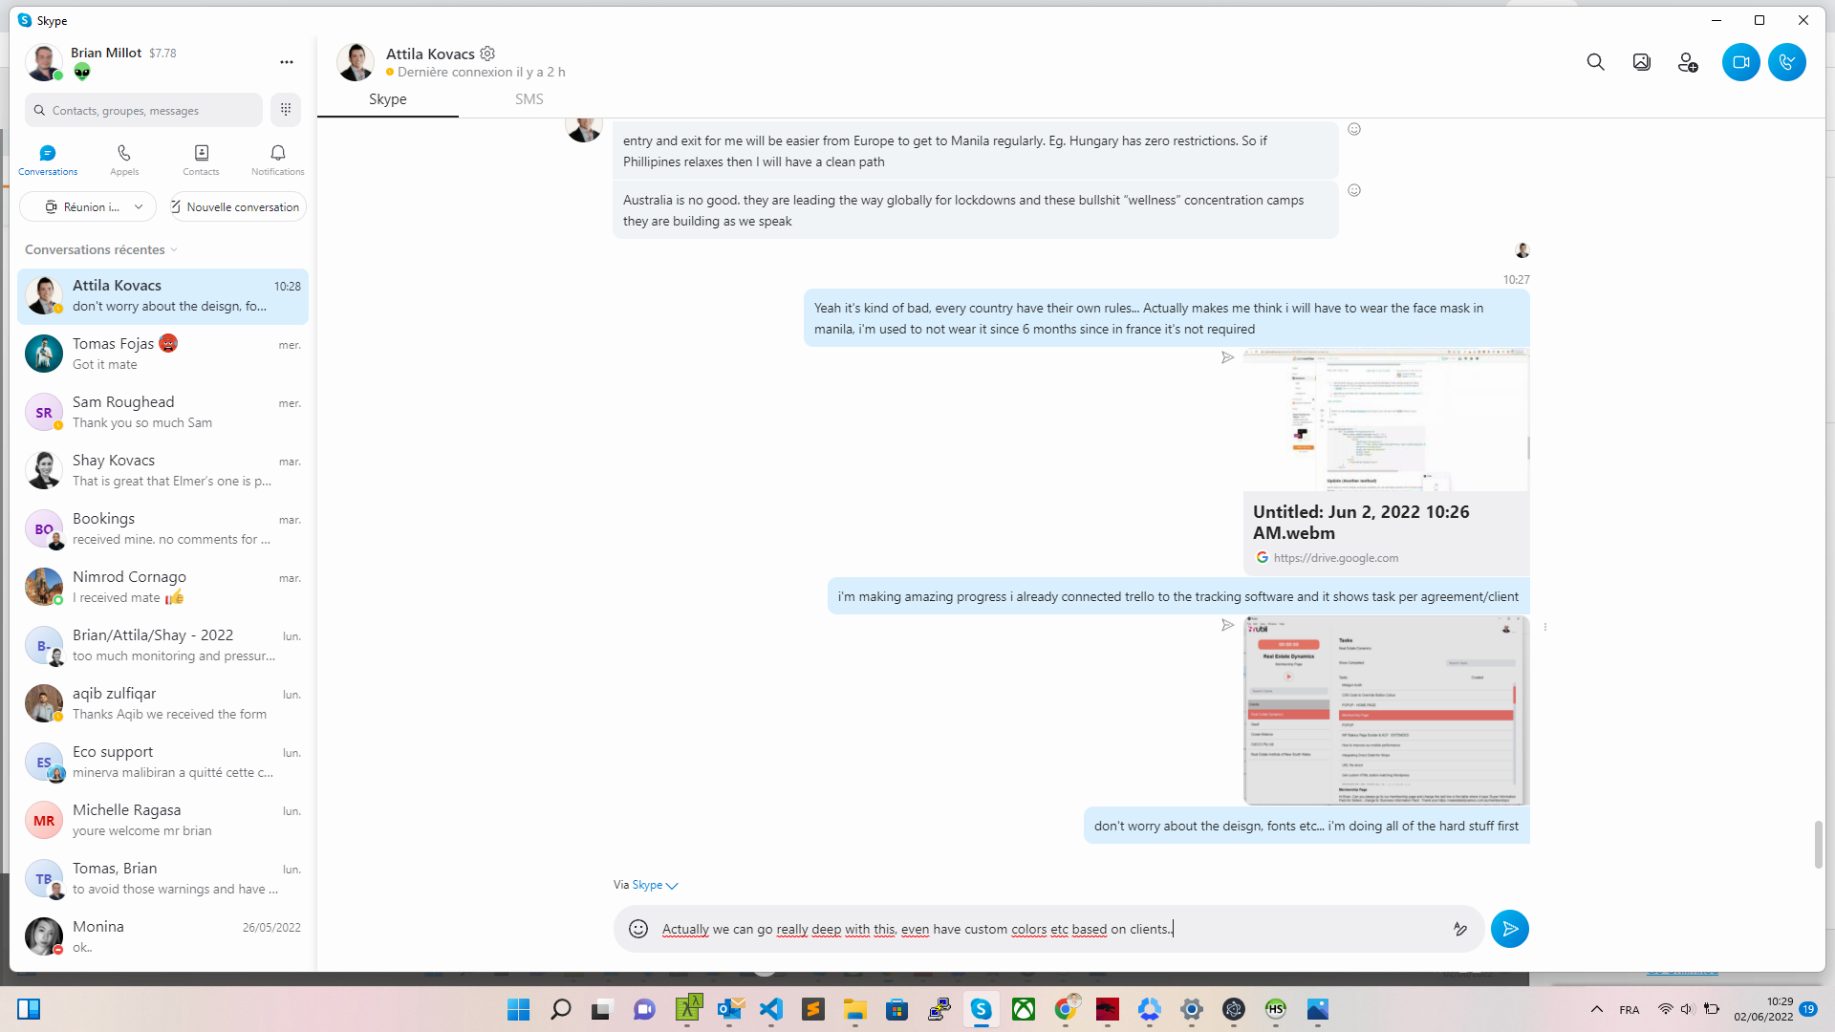 Skype
Brian Millot $7.78
Contacts, groupes, messages
Conversations
Appels
Contacts
Notifications
Réunion i...
Nouvelle conversation
Conversations récentes
Attila Kovacs 10:28
don't worry about the deisgn, fo...
Tomas Fojas mer.
Got it mate
SR
Sam Roughead mer.
Thank you so much Sam
Shay Kovacs mar.
That is great that Elmer's one is p...
BO
Bookings mar.
received mine. no comments for ...
Nimrod Cornago mar.
I received mate
B-
Brian/Attila/Shay - 2022 lun.
too much monitoring and pressur...
aqib zulfiqar lun.
Thanks Aqib we received the form
ES
Eco support lun.
minerva malibiran a quitté cette c...
MR
Michelle Ragasa lun.
youre welcome mr brian
TB
Tomas, Brian lun.
to avoid those warnings and have ...
Monina 26/05/2022
ok..
Attila Kovacs
Dernière connexion il y a 2 h
Skype
SMS
entry and exit for me will be easier from Europe to get to Manila regularly. Eg. Hungary has zero restrictions. So if
Phillipines relaxes then I will have a clean path
Australia is no good. they are leading the way globally for lockdowns and these bullshit "wellness" concentration camps
they are building as we speak
10:27
Yeah it's kind of bad, every country have their own rules... Actually makes me think i will have to wear the face mask in
manila, i'm used to not wear it since 6 months since in france it's not required
Untitled: Jun 2, 2022 10:26
AM.webm
https://drive.google.com
i'm making amazing progress i already connected trello to the tracking software and it shows task per agreement/client
Tasks
Real Estate Dynamics
Membership Page
don't worry about the deisgn, fonts etc... i'm doing all of the hard stuff first
Via Skype
Actually we can go really deep with this, even have custom colors etc based on clients..
FRA
10:29
02/06/2022
19